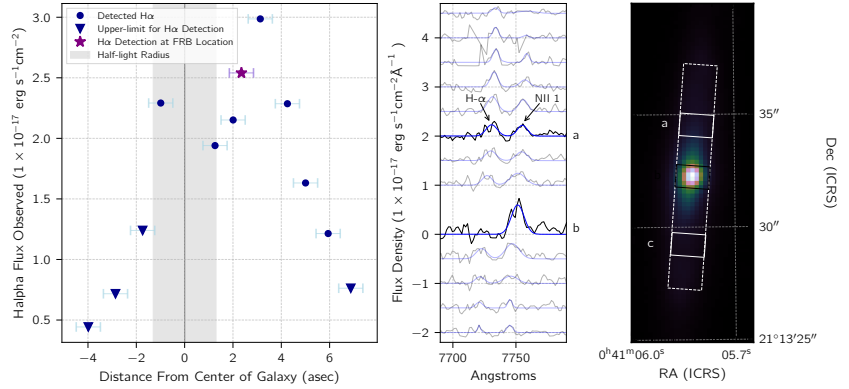 Detected Hα
Upper-limit for Hα Detection
Hα Detection at FRB Location
Half-light Radius
3.0
2.5
2.0
1.5
1.0
0.5
−4
−2
0
2
4
6
Halpha Flux Observed (1 × 10⁻¹⁷ erg s⁻¹cm⁻²)
Distance From Center of Galaxy (asec)
4
3
2
1
0
−1
−2
7700
7750
Flux Density (1 × 10⁻¹⁷ erg s⁻¹cm⁻²Å⁻¹)
Angstroms
H-α
NII 1
a
b
a
c
35″
30″
21°13′25″
0ʰ41ᵐ06.0ˢ
05.7ˢ
RA (ICRS)
Dec (ICRS)